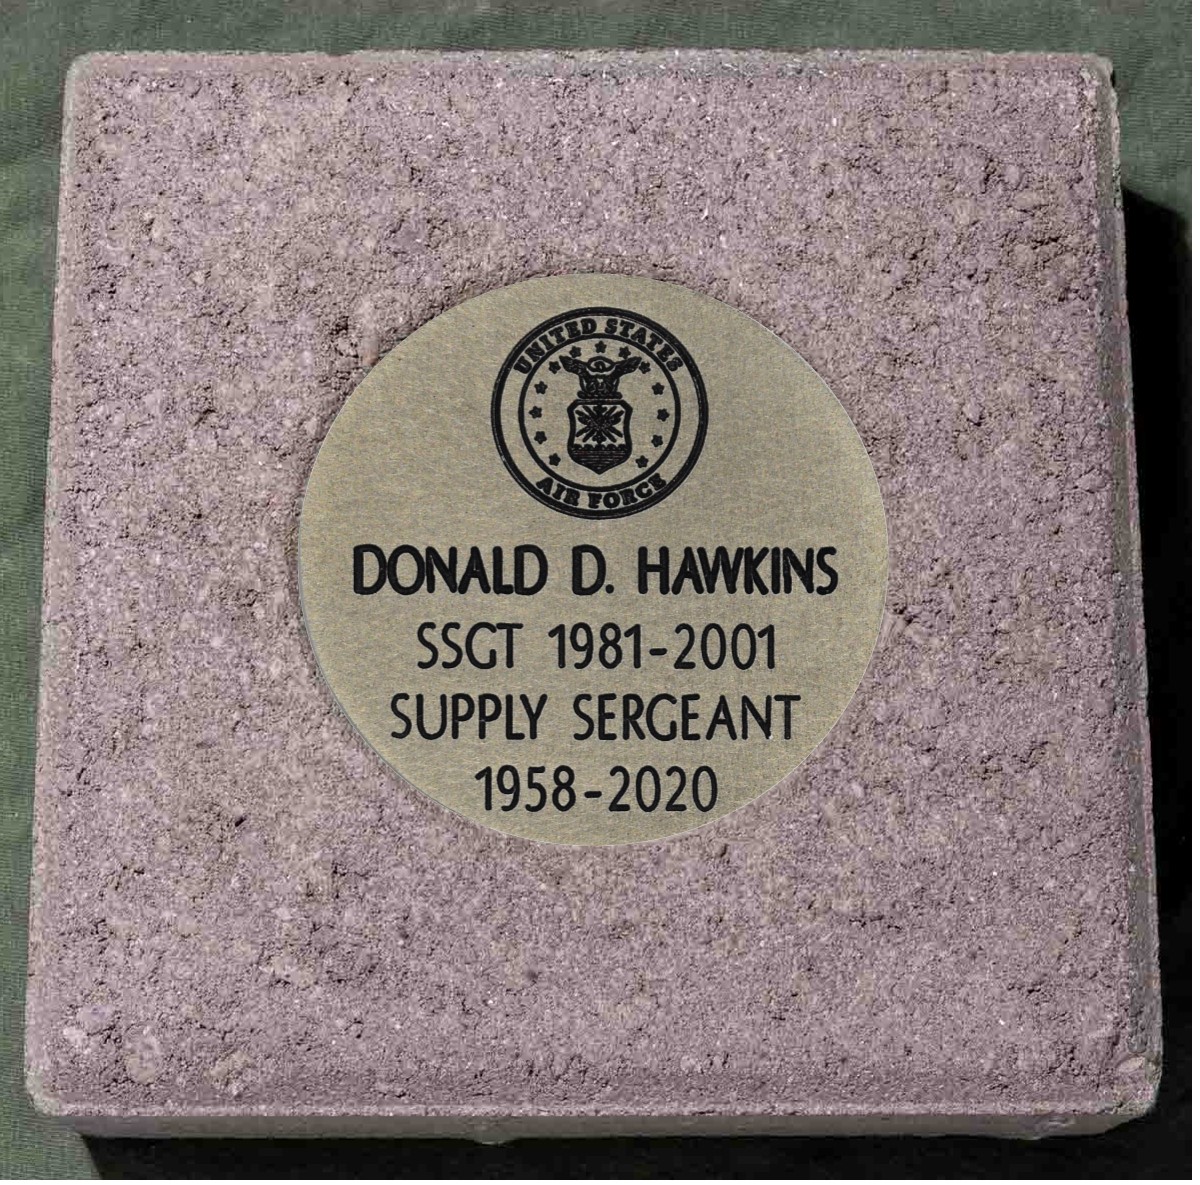 UNITED STATES
AIR FORCE
DONALD D. HAWKINS
SSGT 1981-2001
SUPPLY SERGEANT
1958-2020